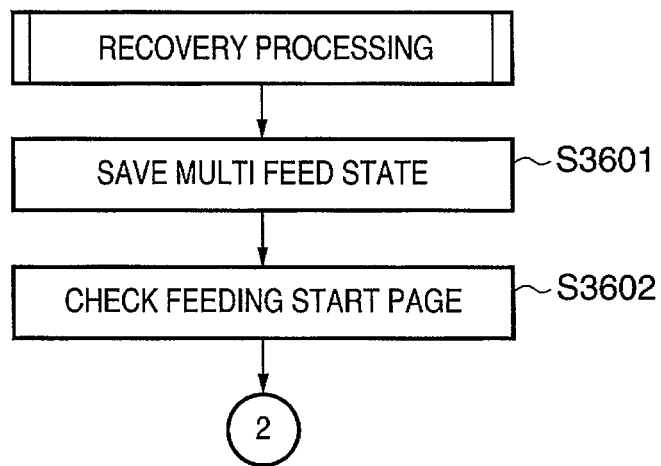 RECOVERY PROCESSING
SAVE MULTI FEED STATE
S3601
CHECK FEEDING START PAGE
S3602
2